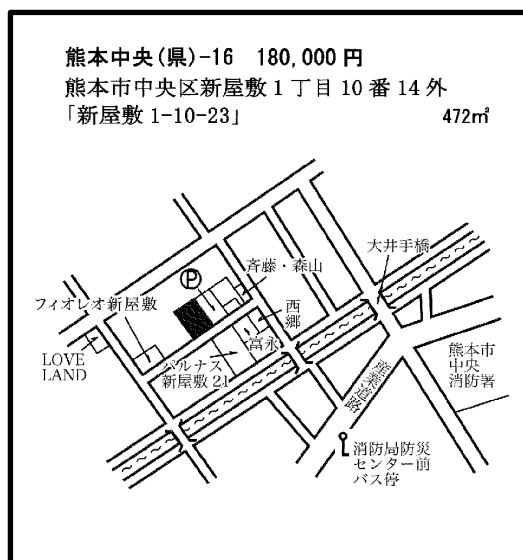 熊本中央(県)-16 180,000円
熊本市中央区新屋敷1丁目10番14外
「新屋敷1-10-23」 472㎡
大井手橋
斉藤・森山
P
フィオレオ新屋敷
西郷
富永
LOVE
LAND
パルナス
新屋敷21
産業道路
熊本市
中央
消防署
消防局防災
センター前
バス停